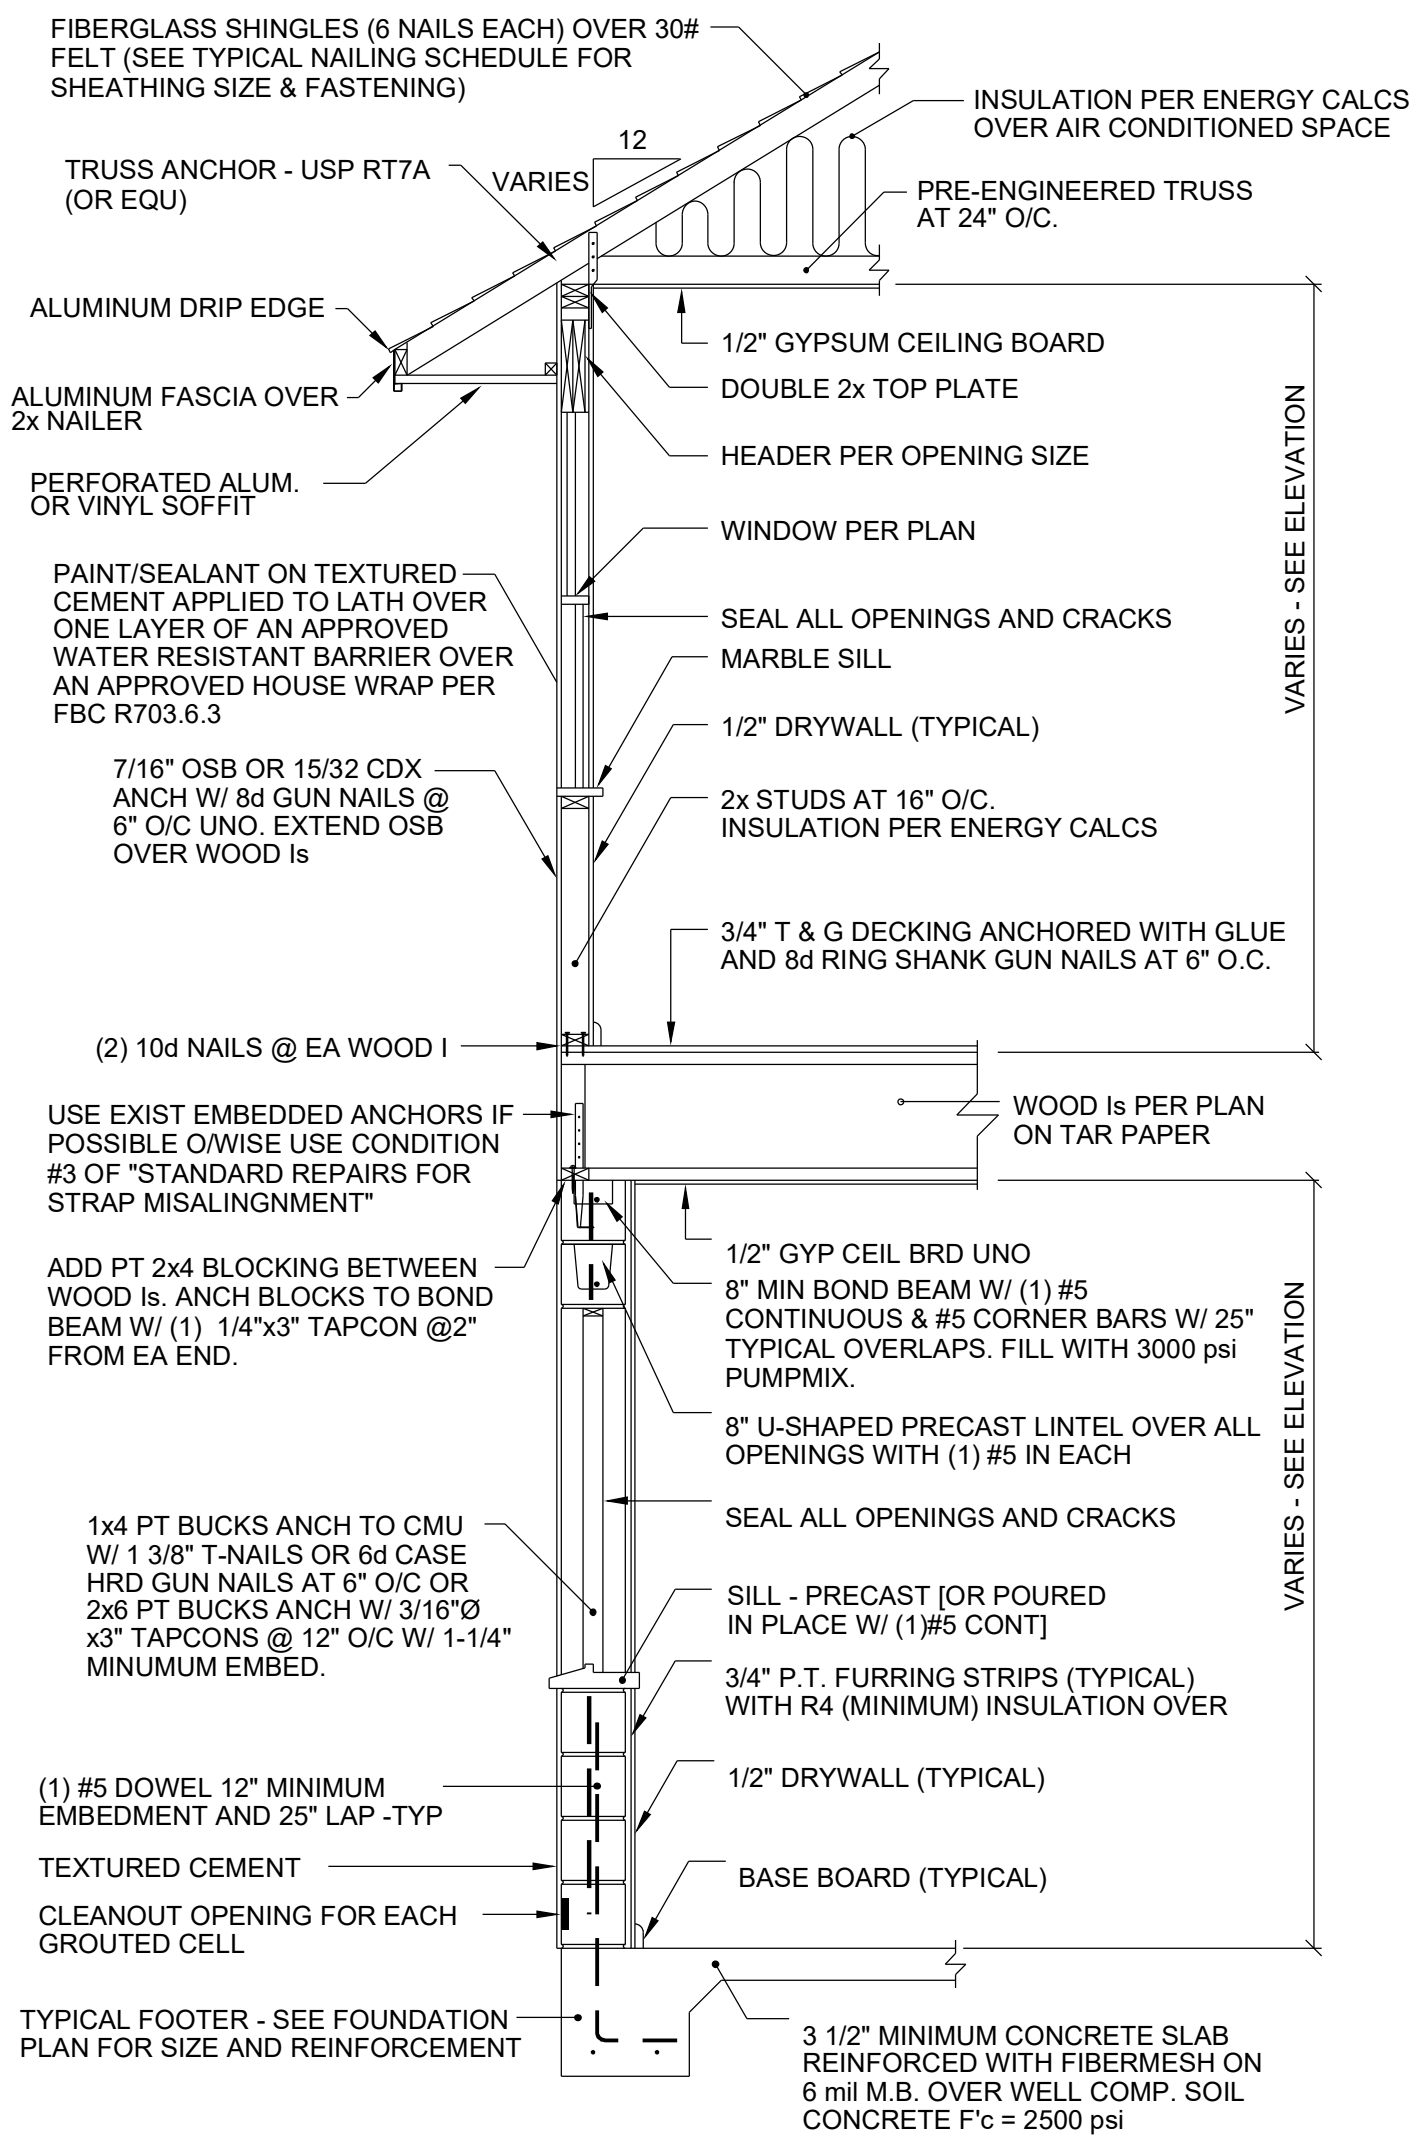 FIBERGLASS SHINGLES (6 NAILS EACH) OVER 30#
FELT (SEE TYPICAL NAILING SCHEDULE FOR
SHEATHING SIZE & FASTENING)
INSULATION PER ENERGY CALCS
OVER AIR CONDITIONED SPACE
12
VARIES
TRUSS ANCHOR - USP RT7A
(OR EQU)
PRE-ENGINEERED TRUSS
AT 24" O/C.
ALUMINUM DRIP EDGE
1/2" GYPSUM CEILING BOARD
DOUBLE 2x TOP PLATE
ALUMINUM FASCIA OVER
2x NAILER
HEADER PER OPENING SIZE
PERFORATED ALUM.
OR VINYL SOFFIT
WINDOW PER PLAN
VARIES - SEE ELEVATION
PAINT/SEALANT ON TEXTURED
CEMENT APPLIED TO LATH OVER
ONE LAYER OF AN APPROVED
WATER RESISTANT BARRIER OVER
AN APPROVED HOUSE WRAP PER
FBC R703.6.3
SEAL ALL OPENINGS AND CRACKS
MARBLE SILL
1/2" DRYWALL (TYPICAL)
7/16" OSB OR 15/32 CDX
ANCH W/ 8d GUN NAILS @
6" O/C UNO. EXTEND OSB
OVER WOOD Is
2x STUDS AT 16" O/C.
INSULATION PER ENERGY CALCS
3/4" T & G DECKING ANCHORED WITH GLUE
AND 8d RING SHANK GUN NAILS AT 6" O.C.
(2) 10d NAILS @ EA WOOD I
USE EXIST EMBEDDED ANCHORS IF
POSSIBLE O/WISE USE CONDITION
#3 OF "STANDARD REPAIRS FOR
STRAP MISALINGNMENT"
WOOD Is PER PLAN
ON TAR PAPER
ADD PT 2x4 BLOCKING BETWEEN
WOOD Is. ANCH BLOCKS TO BOND
BEAM W/ (1) 1/4"x3" TAPCON @2"
FROM EA END.
1/2" GYP CEIL BRD UNO
8" MIN BOND BEAM W/ (1) #5
CONTINUOUS & #5 CORNER BARS W/ 25"
TYPICAL OVERLAPS. FILL WITH 3000 psi
PUMPMIX.
8" U-SHAPED PRECAST LINTEL OVER ALL
OPENINGS WITH (1) #5 IN EACH
VARIES - SEE ELEVATION
SEAL ALL OPENINGS AND CRACKS
1x4 PT BUCKS ANCH TO CMU
W/ 1 3/8" T-NAILS OR 6d CASE
HRD GUN NAILS AT 6" O/C OR
2x6 PT BUCKS ANCH W/ 3/16"Ø
x3" TAPCONS @ 12" O/C W/ 1-1/4"
MINUMUM EMBED.
SILL - PRECAST [OR POURED
IN PLACE W/ (1)#5 CONT]
3/4" P.T. FURRING STRIPS (TYPICAL)
WITH R4 (MINIMUM) INSULATION OVER
(1) #5 DOWEL 12" MINIMUM
EMBEDMENT AND 25" LAP -TYP
1/2" DRYWALL (TYPICAL)
TEXTURED CEMENT
BASE BOARD (TYPICAL)
CLEANOUT OPENING FOR EACH
GROUTED CELL
TYPICAL FOOTER - SEE FOUNDATION
PLAN FOR SIZE AND REINFORCEMENT
3 1/2" MINIMUM CONCRETE SLAB
REINFORCED WITH FIBERMESH ON
6 mil M.B. OVER WELL COMP. SOIL
CONCRETE F'c = 2500 psi